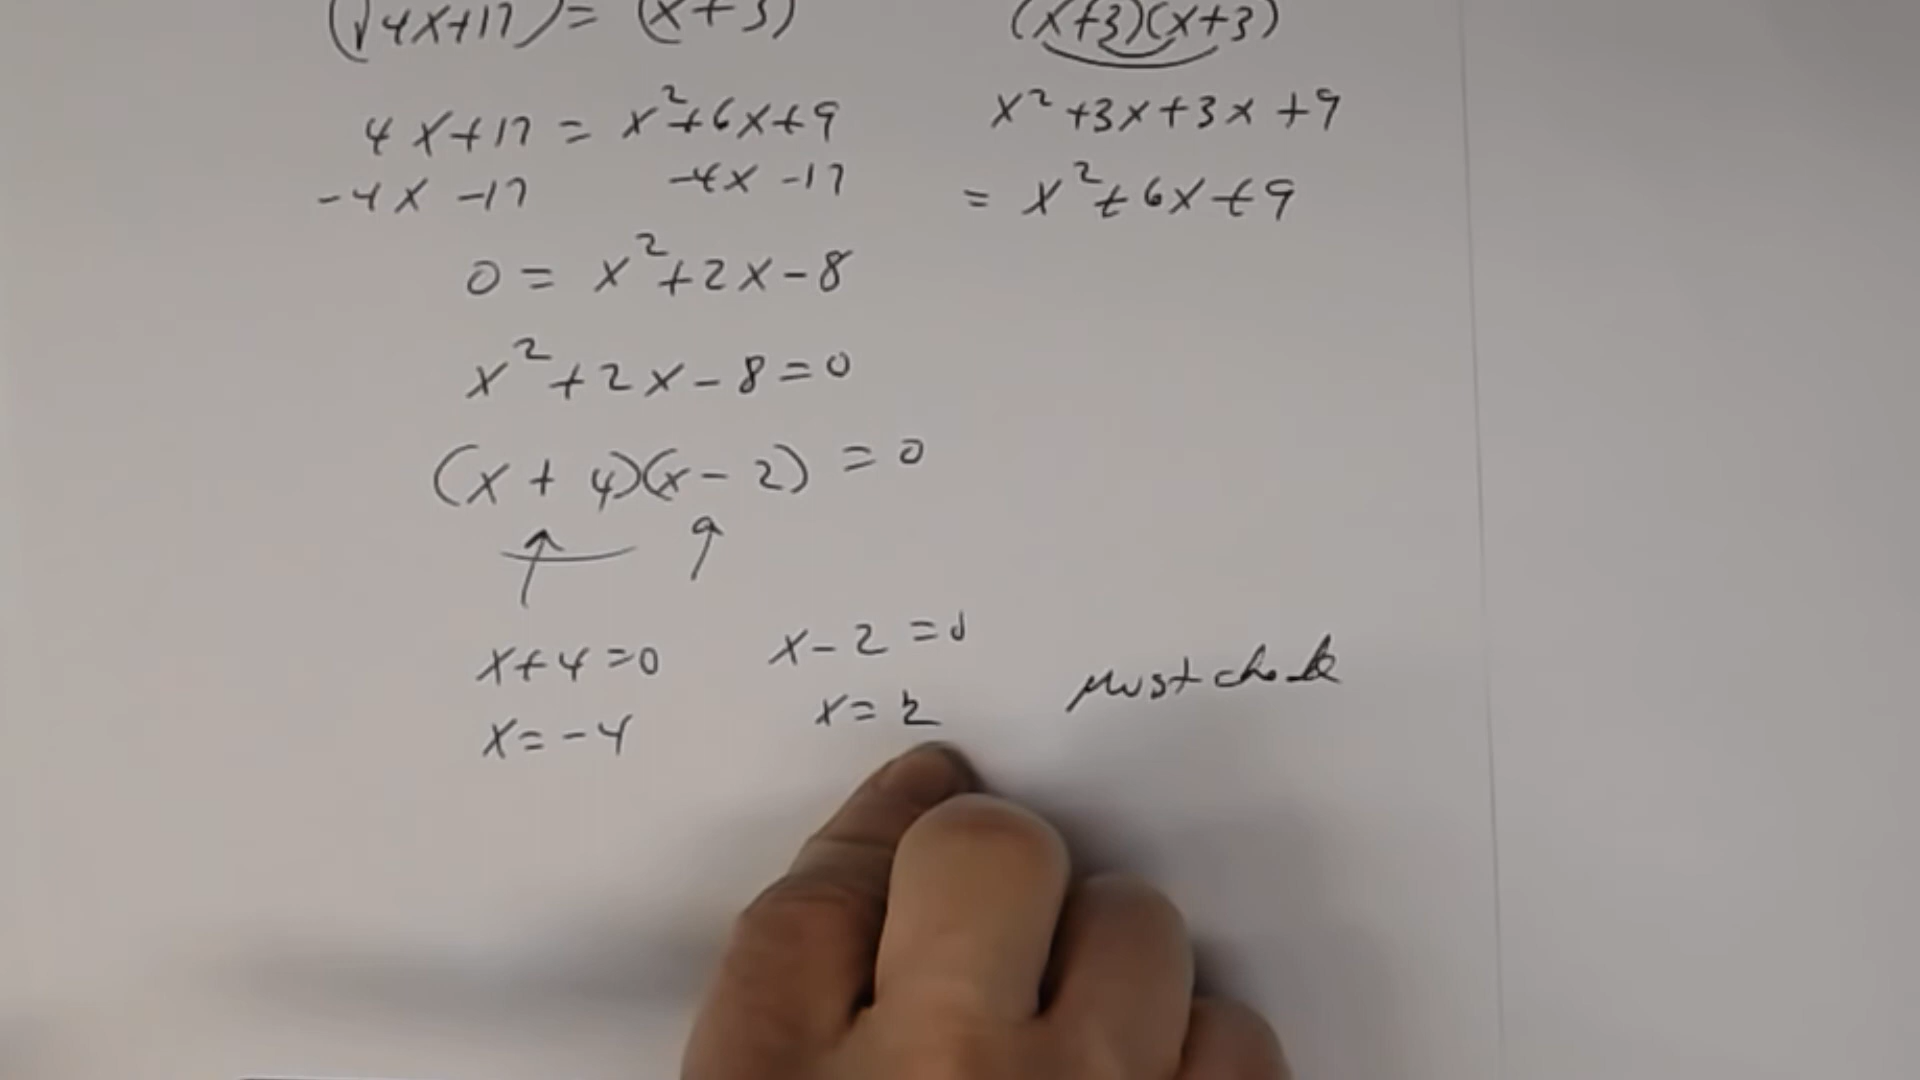 (√4x+17) = (x+3)
4x+17 = x²+6x+9
-4x -17 -4x -17
0 = x²+2x-8
x²+2x-8=0
(x+4)(x-2) = 0
x+4=0
x=-4
x-2=0
x=2
(x+3)(x+3)
x²+3x+3x+9
= x²+6x+9
must check